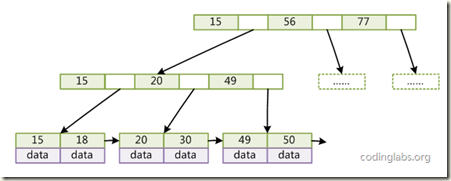 15 56 77
15 20 49
...... ......
15 18 20 30 49 50
data data data data data data
codinglabs.org